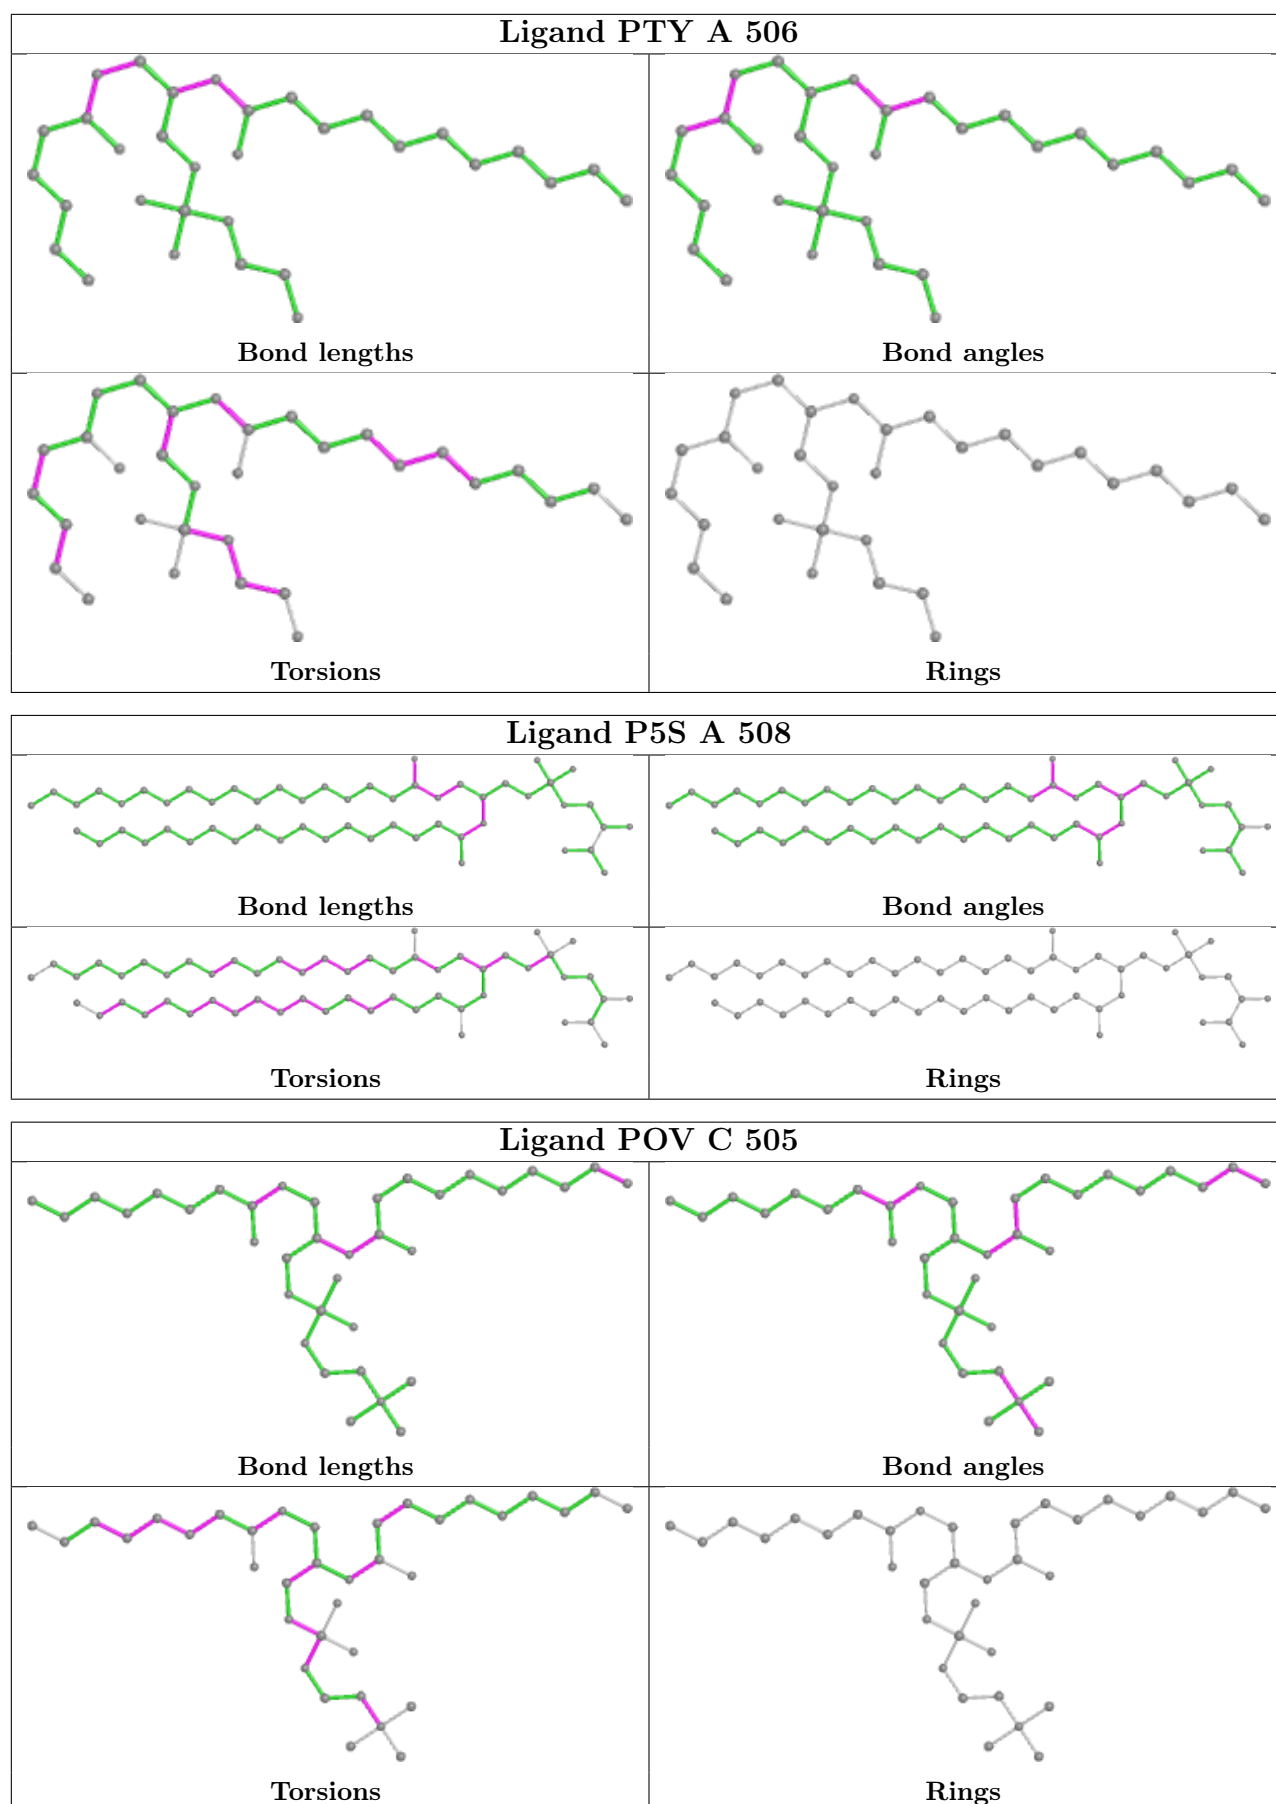 Ligand PTY A 506
Bond lengths
Bond angles
Torsions
Rings
Ligand P5S A 508
Bond lengths
Bond angles
Torsions
Rings
Ligand POV C 505
Bond lengths
Bond angles
Torsions
Rings